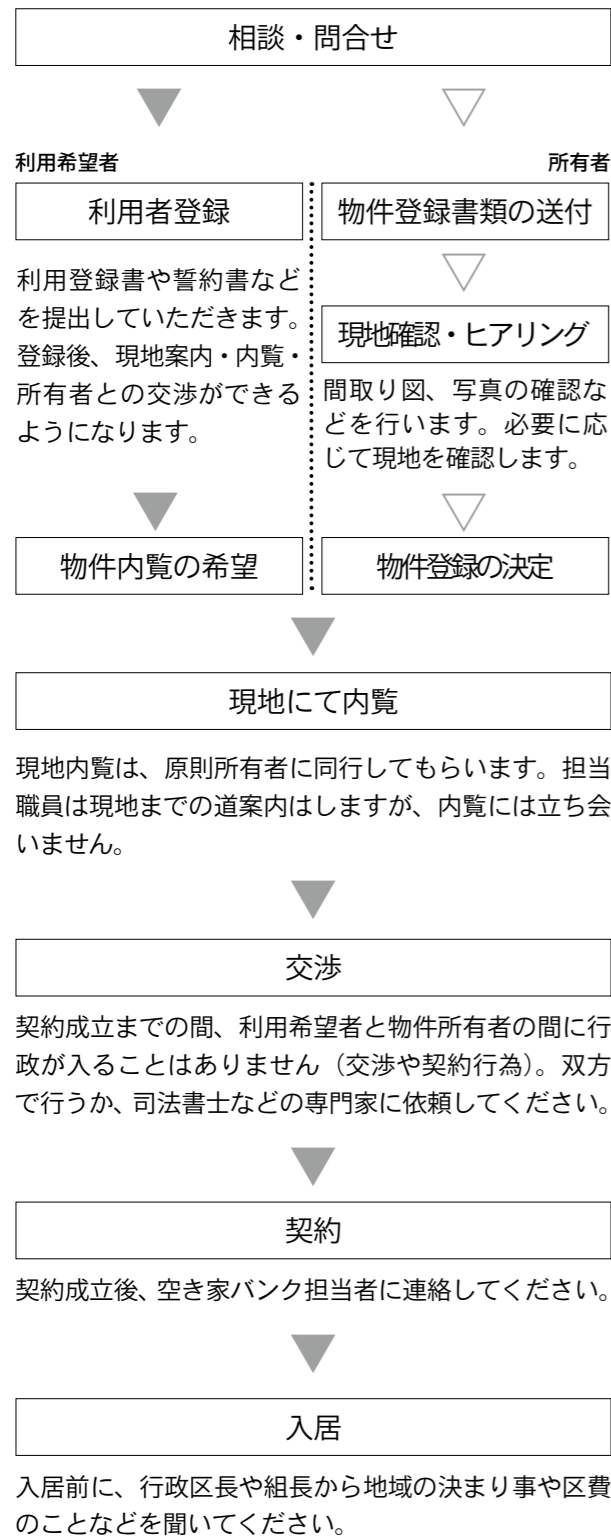 相談・問合せ
利用希望者
利用者登録
利用登録書や誓約書など
を提出していただきます。
登録後、現地案内・内覧・
所有者との交渉ができる
ようになります。
物件内覧の希望
所有者
物件登録書類の送付
現地確認・ヒアリング
間取り図、写真の確認な
どを行います。必要に応
じて現地を確認します。
物件登録の決定
現地にて内覧
現地内覧は、原則所有者に同行してもらいます。担当
職員は現地までの道案内はしますが、内覧には立ち会
いません。
交渉
契約成立までの間、利用希望者と物件所有者の間に行
政が入ることはありません（交渉や契約行為）。双方
で行うか、司法書士などの専門家に依頼してください。
契約
契約成立後、空き家バンク担当者に連絡してください。
入居
入居前に、行政区長や組長から地域の決まり事や区費
のことなどを聞いてください。